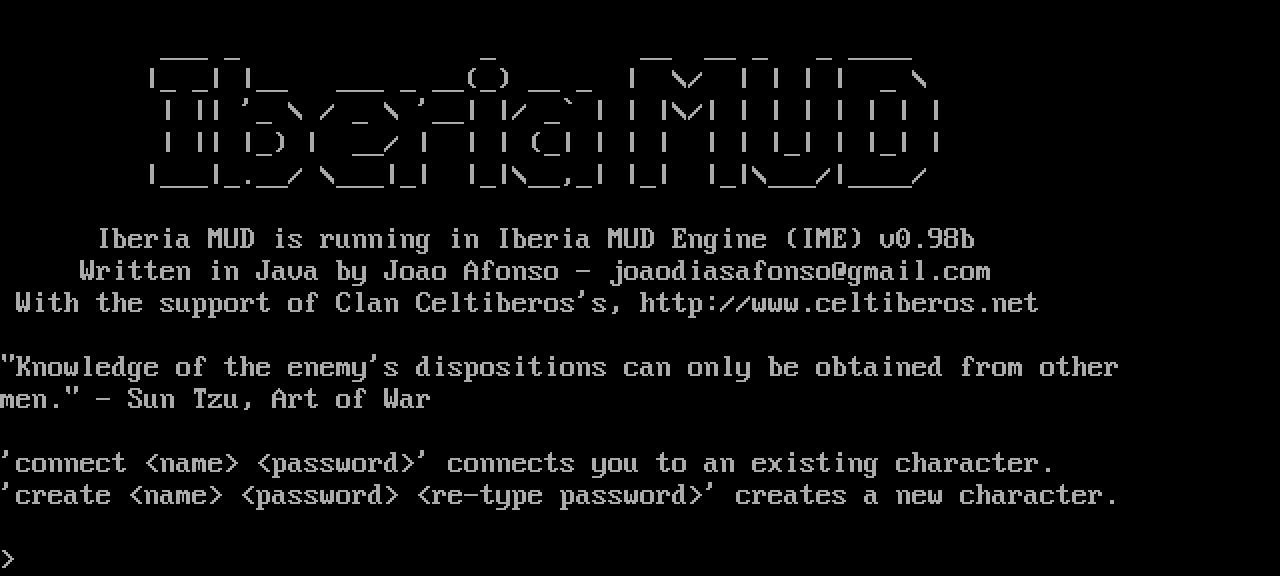 IberiaMUD
Iberia MUD is running in Iberia MUD Engine (IME) v0.98b
Written in Java by Joao Afonso - joaodiasafonso@gmail.com
With the support of Clan Celtiberos's, http://www.celtiberos.net
"Knowledge of the enemy's dispositions can only be obtained from other
men." - Sun Tzu, Art of War
'connect <name> <password>' connects you to an existing character.
'create <name> <password> <re-type password>' creates a new character.
>